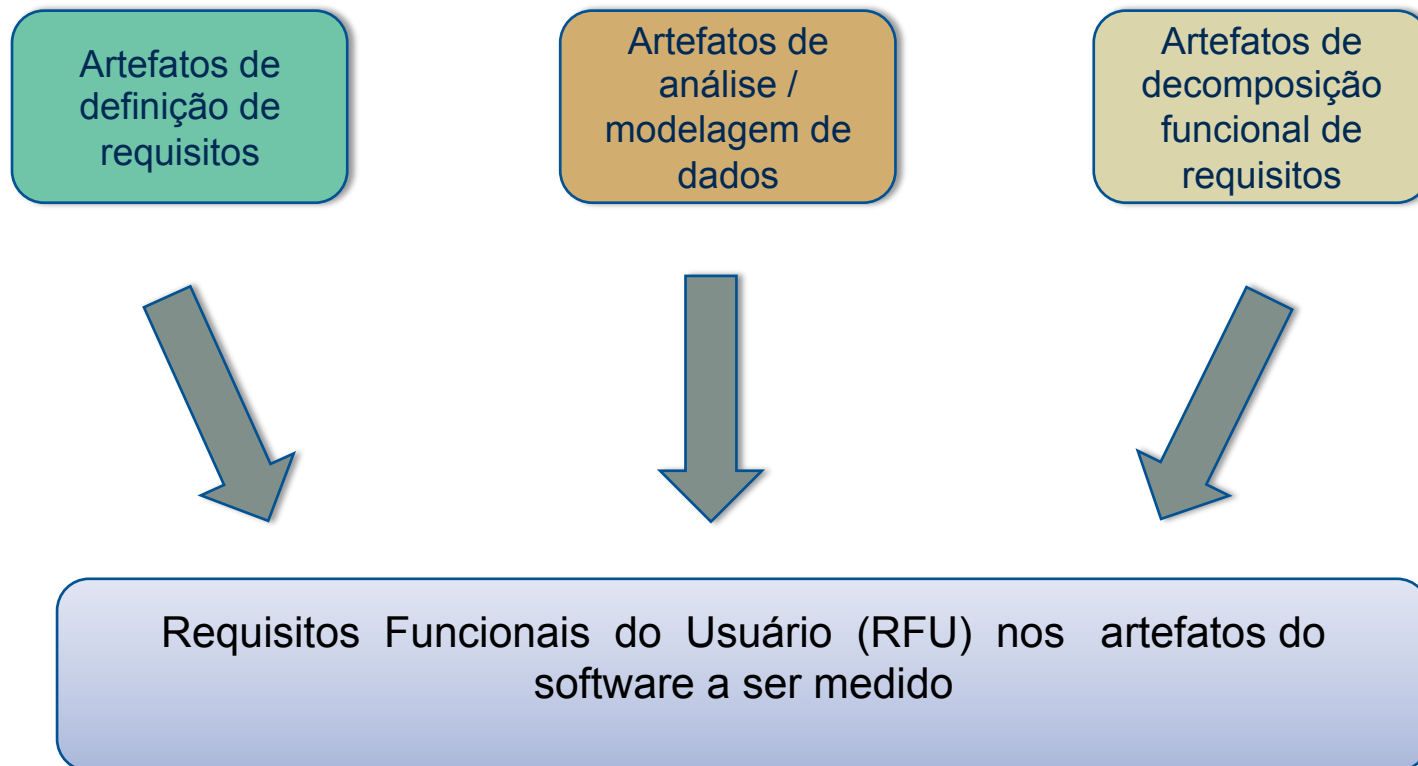 Artefatos de
definição de
requisitos
Artefatos de
análise /
modelagem de
dados
Artefatos de
decomposição
funcional de
requisitos
Requisitos Funcionais do Usuário (RFU) nos artefatos do
software a ser medido